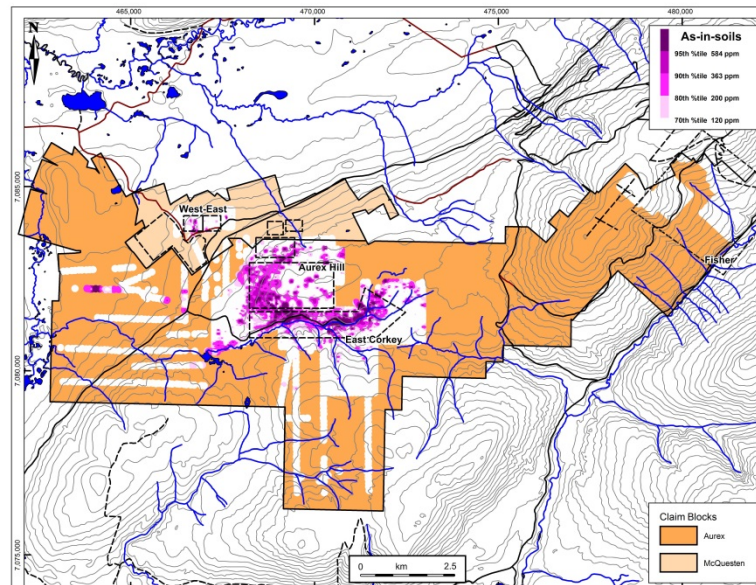 465,000 470,000 475,000 480,000
N
As-in-soils
95th %tile 584 ppm
90th %tile 363 ppm
80th %tile 200 ppm
70th %tile 120 ppm
7,085,000
West-East
Aurex Hill
Fisher
East Corkey
7,080,000
Claim Blocks
Aurex
McQuesten
0 km 2.5
7,075,000